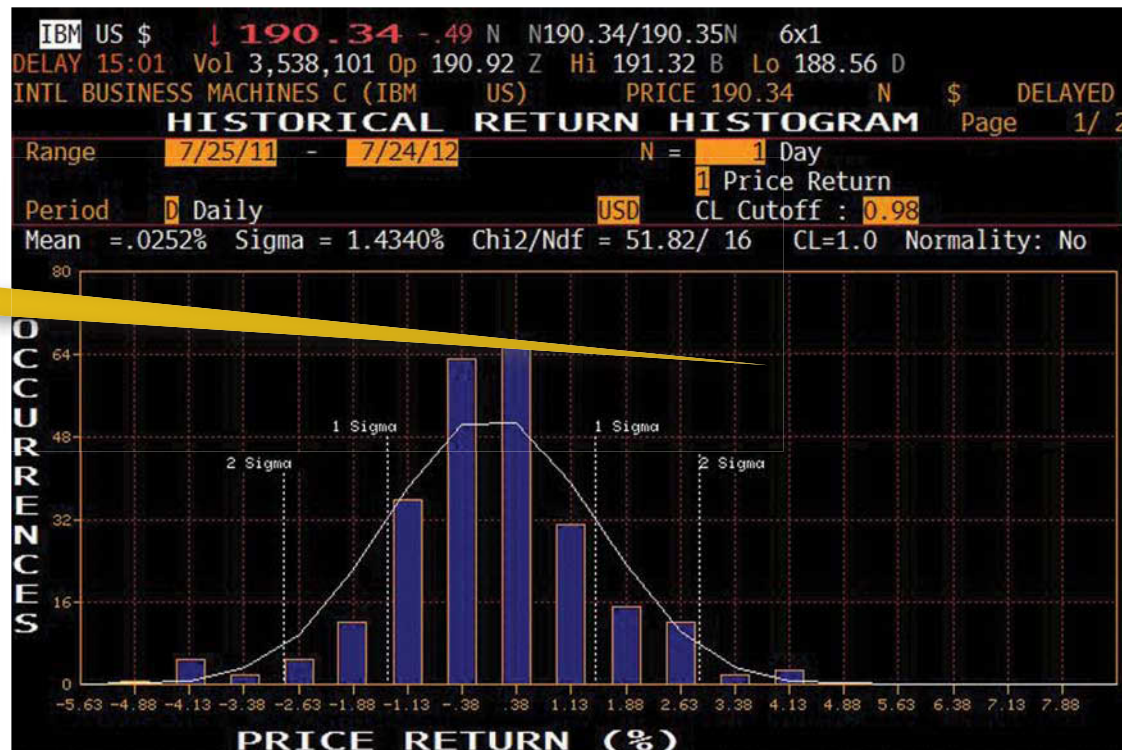 IBM US $ ↓ 190.34 -.49 N N190.34/190.35N 6x1
DELAY 15:01 Vol 3,538,101 Op 190.92 Z Hi 191.32 B Lo 188.56 D
INTL BUSINESS MACHINES C (IBM US) PRICE 190.34 N $ DELAYED
HISTORICAL RETURN HISTOGRAM Page 1/ 2
Range 7/25/11 - 7/24/12 N = 1 Day
1 Price Return
Period D Daily USD CL Cutoff : 0.98
Mean =.0252% Sigma = 1.4340% Chi2/Ndf = 51.82/ 16 CL=1.0 Normality: No
80
OCCURRENCES
64
1 Sigma 1 Sigma
48
2 Sigma 2 Sigma
32
16
0
-5.63 -4.88 -4.13 -3.38 -2.63 -1.88 -1.13 -.38 .38 1.13 1.88 2.63 3.38 4.13 4.88 5.63 6.38 7.13 7.88
PRICE RETURN (%)